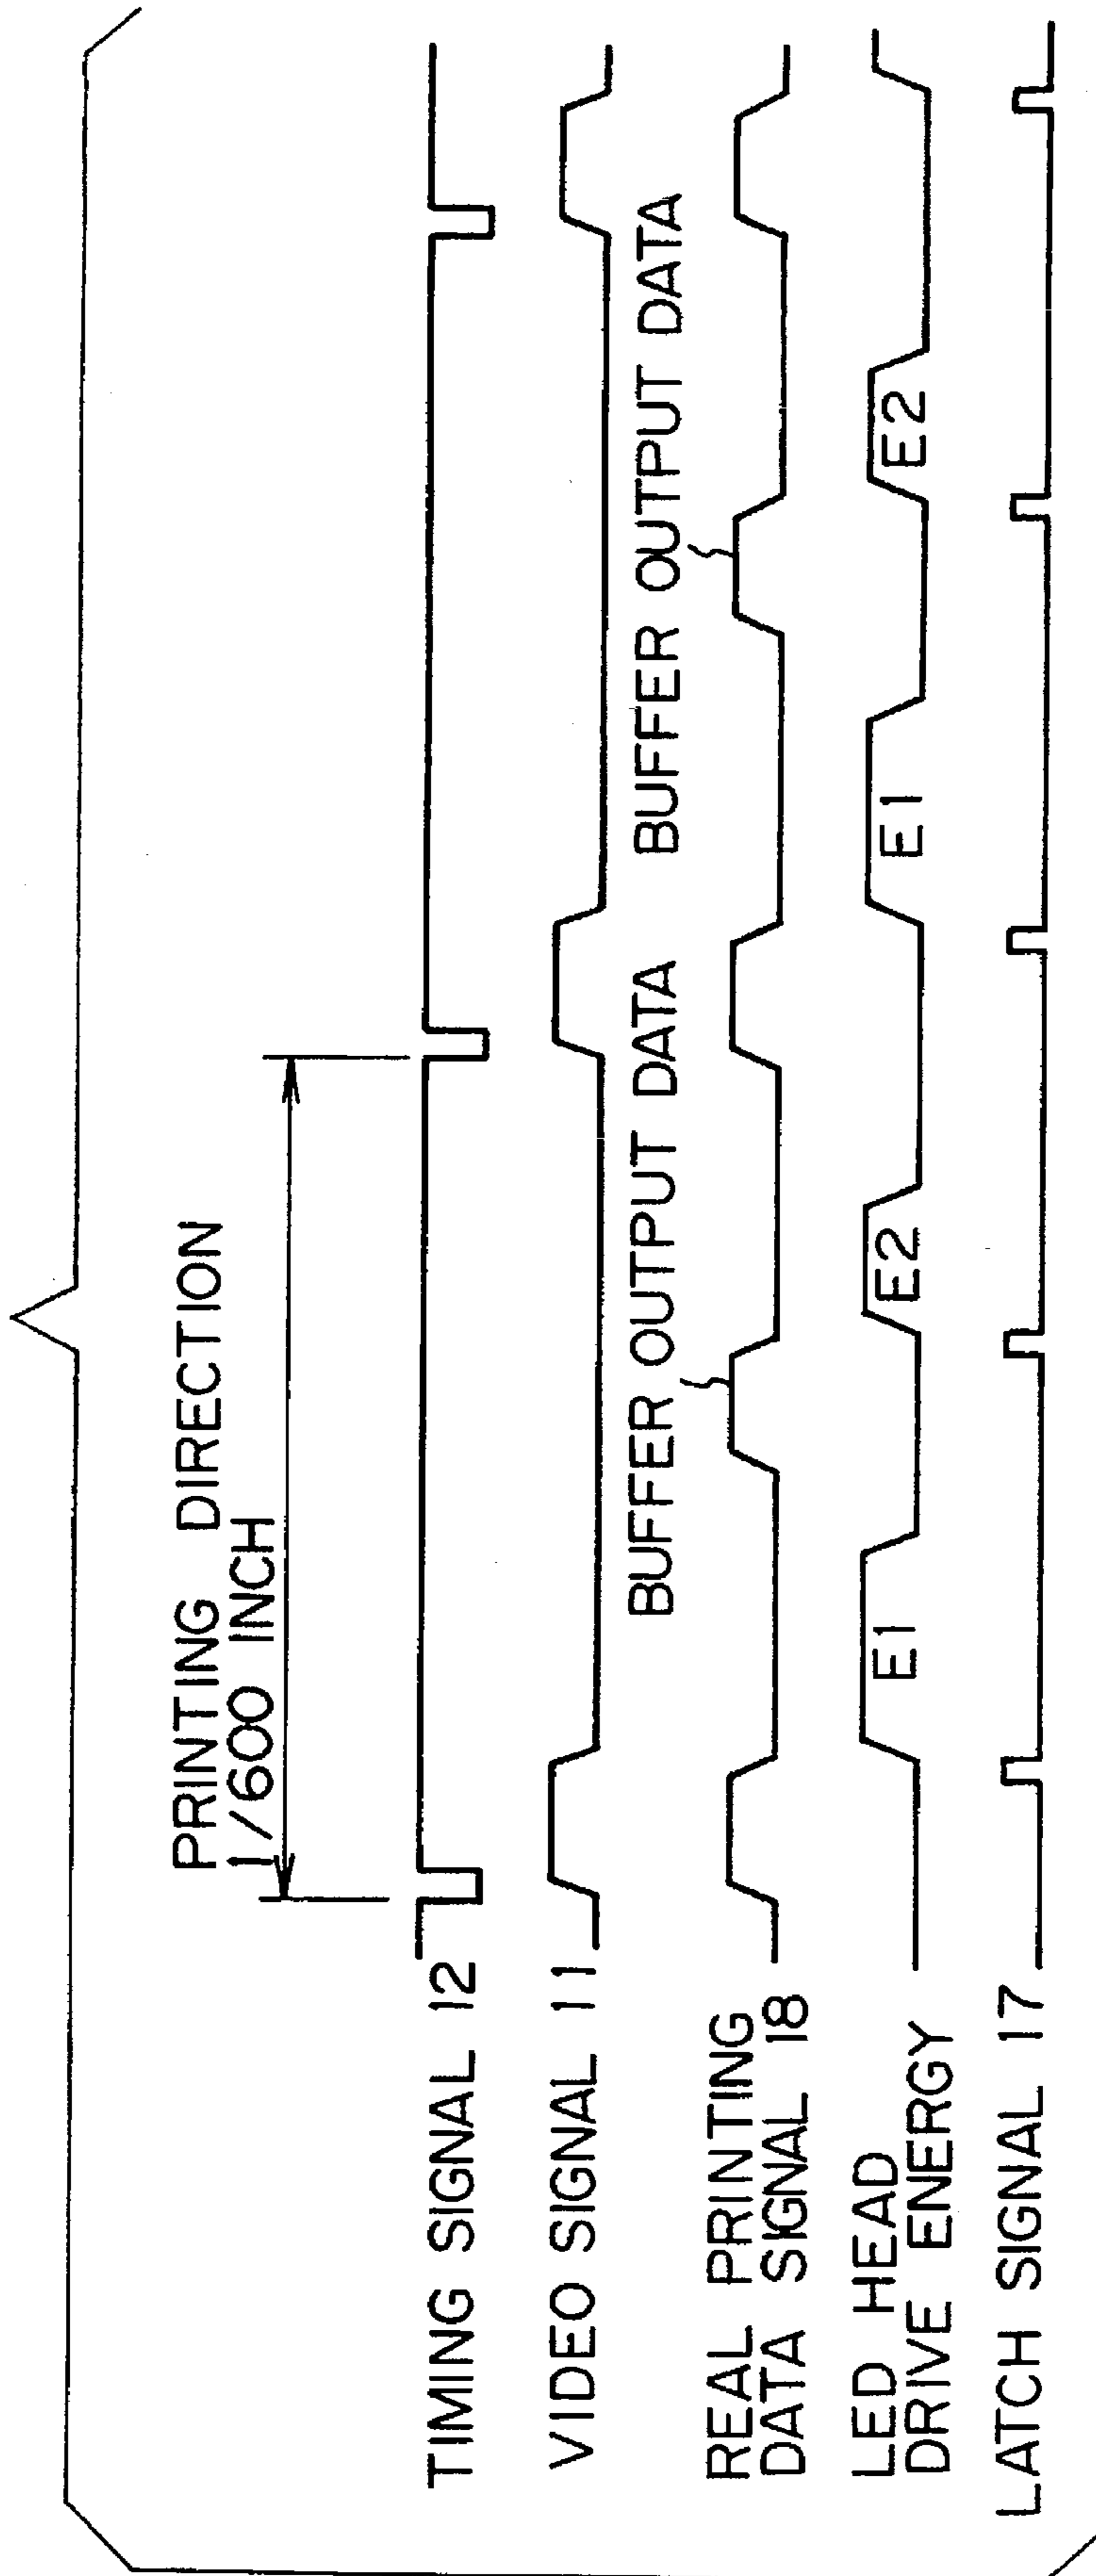 PRINTING DIRECTION
1/600 INCH
TIMING SIGNAL 12
VIDEO SIGNAL 11
BUFFER OUTPUT DATA
BUFFER OUTPUT DATA
REAL PRINTING
DATA SIGNAL 18
LED HEAD
DRIVE ENERGY
E1
E2
E1
E2
LATCH SIGNAL 17